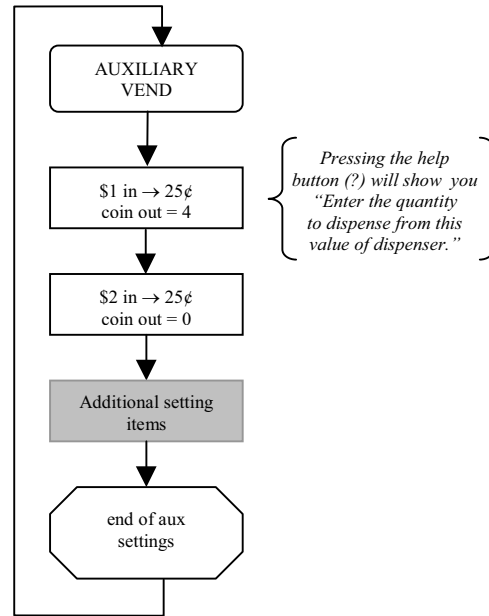 AUXILIARY
VEND
$1 in → 25¢
coin out = 4
Pressing the help
button (?) will show you
“Enter the quantity
to dispense from this
value of dispenser.”
$2 in → 25¢
coin out = 0
Additional setting
items
end of aux
settings